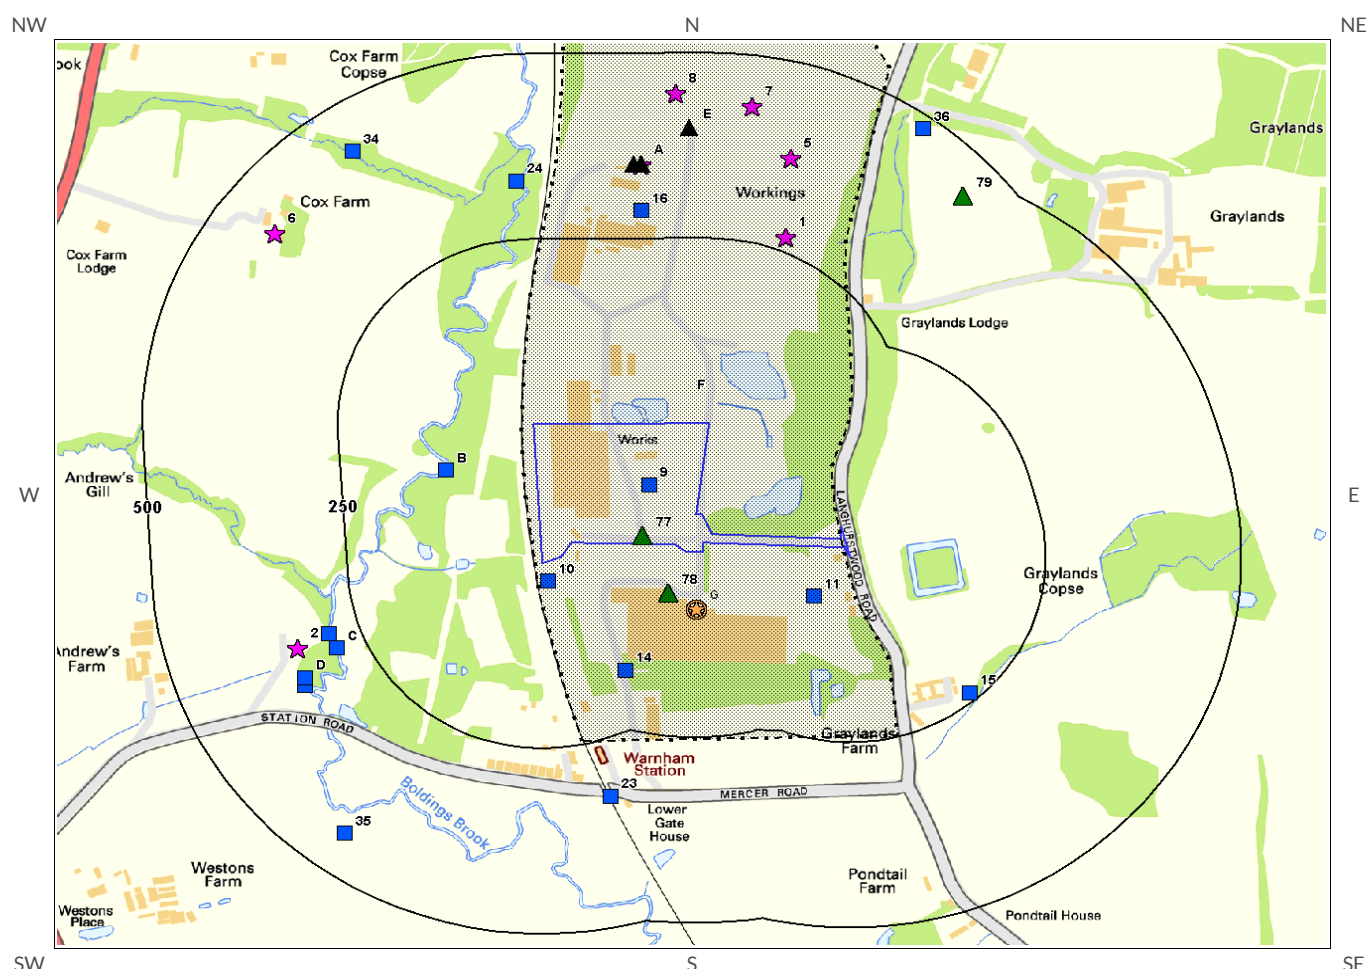 NW
N
NE
ook
Cox Farm
Copse
8
7
E
36
Graylands
34
A
5
24
79
16
Workings
Cox Farm
6
Graylands
1
Cox Farm
Lodge
Graylands Lodge
F
Works
B
9
Andrew's
Gill
W
E
500
250
77
LANGHURSTWOOD ROAD
10
78
11
G
Graylands
Copse
2
C
Andrew's
Farm
D
14
15
STATION ROAD
Graylands
Farm
Warnham
Station
23
MERCER ROAD
Boldings Brook
Lower
Gate
House
35
Westons
Farm
Pondtail
Farm
Westons
Place
Pondtail House
SW
S
SE